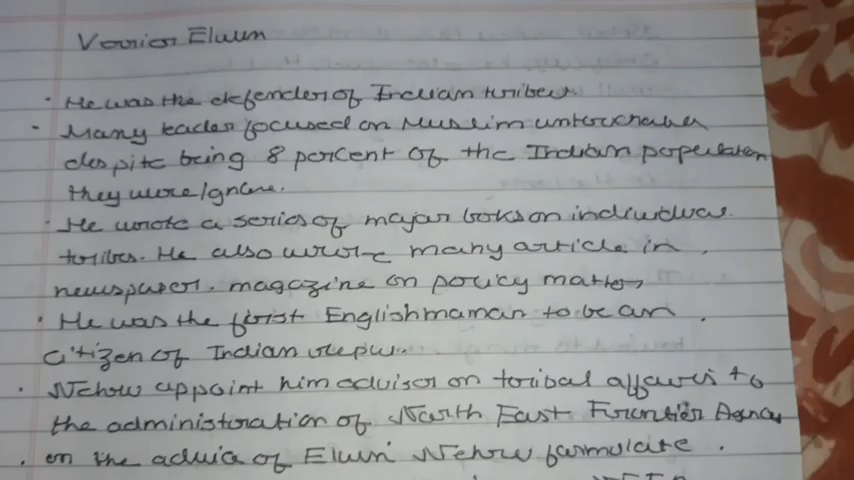 Verrier Elwin
· He was the defender of Indian tribes
· Many leader focused on Muslim untouchable
despite being 8 percent of the Indian population
they were ignore.
· He wrote a series of major boks on individual
tribes. He also wrote many article in
newspaper. magazine on policy matter
· He was the first Englishmaman to be an
citizen of Indian
· Nehru appoint him advisor on tribal affairs to
the administration of North East Frontier Agency
· on the advice of Elwin Nehru formulate